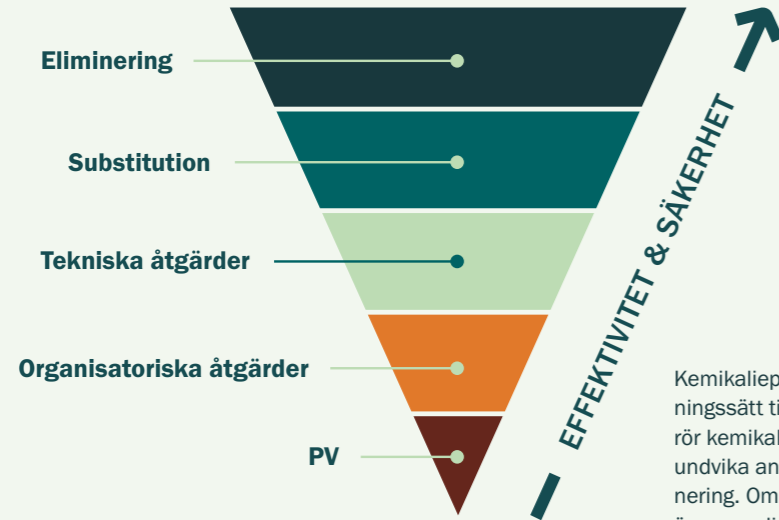 Eliminering
Substitution
Tekniska åtgärder
Organisatoriska åtgärder
PV
EFFEKTIVITET & SÄKERHET
Kemikaliep
ningssätt ti
rör kemikal
undvika an
nering. Om